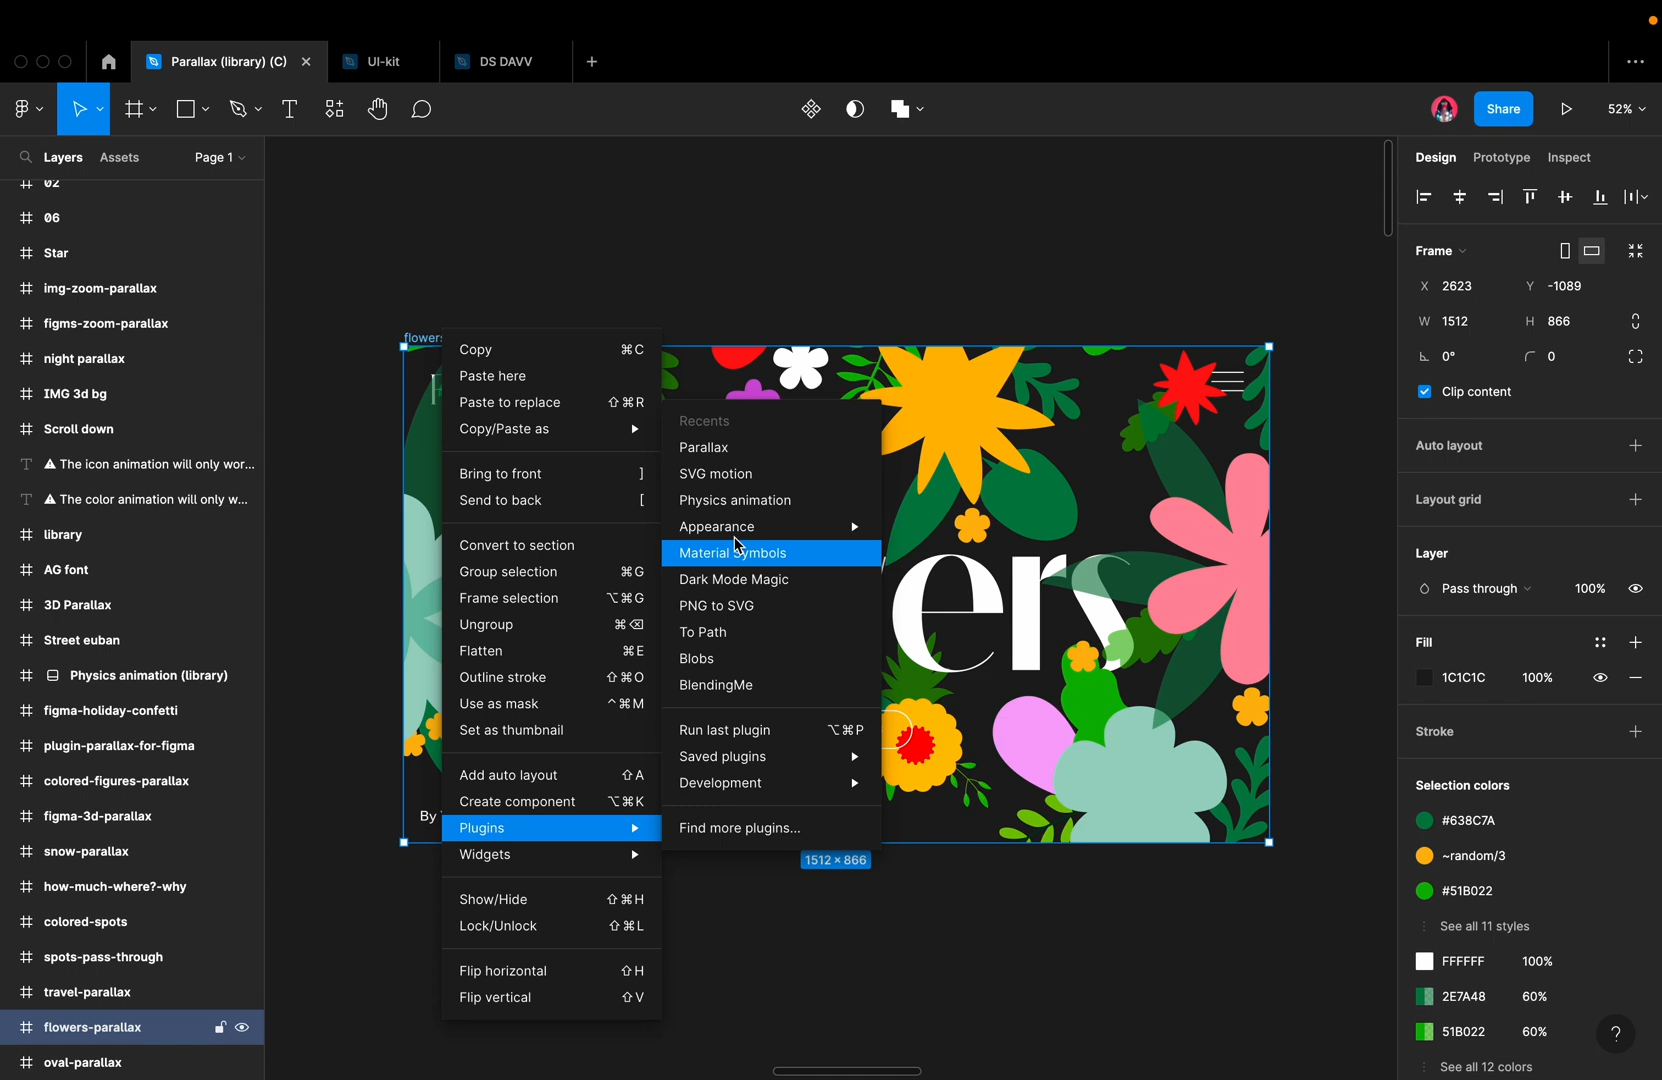 Parallax (library) (C)
UI-kit
DS DAVV
Share
52%
Layers
Assets
Page 1
02
06
Star
img-zoom-parallax
figms-zoom-parallax
night parallax
IMG 3d bg
Scroll down
The icon animation will only wor...
The color animation will only w...
library
AG font
3D Parallax
Street euban
Physics animation (library)
figma-holiday-confetti
plugin-parallax-for-figma
colored-figures-parallax
figma-3d-parallax
snow-parallax
how-much-where?-why
colored-spots
spots-pass-through
travel-parallax
flowers-parallax
oval-parallax
flowers
ers
By
1512 × 866
Copy ⌘C
Paste here
Paste to replace ⇧⌘R
Copy/Paste as
Bring to front ]
Send to back [
Convert to section
Group selection ⌘G
Frame selection ⌥⌘G
Ungroup ⌘⌫
Flatten ⌘E
Outline stroke ⇧⌘O
Use as mask ^⌘M
Set as thumbnail
Add auto layout ⇧A
Create component ⌥⌘K
Plugins
Widgets
Show/Hide ⇧⌘H
Lock/Unlock ⇧⌘L
Flip horizontal ⇧H
Flip vertical ⇧V
Recents
Parallax
SVG motion
Physics animation
Appearance
Material Symbols
Dark Mode Magic
PNG to SVG
To Path
Blobs
BlendingMe
Run last plugin ⌥⌘P
Saved plugins
Development
Find more plugins...
Design
Prototype
Inspect
Frame
X 2623
Y -1089
W 1512
H 866
0°
0
Clip content
Auto layout
Layout grid
Layer
Pass through
100%
Fill
1C1C1C 100%
Stroke
Selection colors
#638C7A
~random/3
#51B022
See all 11 styles
FFFFFF 100%
2E7A48 60%
51B022 60%
See all 12 colors
?